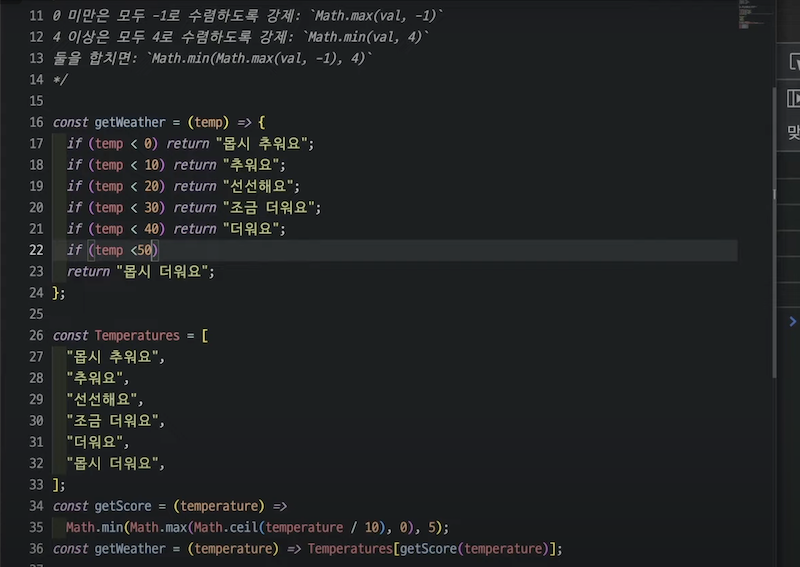 11 0 미만은 모두 -1로 수렴하도록 강제: `Math.max(val, -1)`
12 4 이상은 모두 4로 수렴하도록 강제: `Math.min(val, 4)`
13 둘을 합치면: `Math.min(Math.max(val, -1), 4)`
14 */
15
16 const getWeather = (temp) => {
17 if (temp < 0) return "몹시 추워요";
18 if (temp < 10) return "추워요";
19 if (temp < 20) return "선선해요";
20 if (temp < 30) return "조금 더워요";
21 if (temp < 40) return "더워요";
22 if (temp <50)
23 return "몹시 더워요";
24 };
25
26 const Temperatures = [
27 "몹시 추워요",
28 "추워요",
29 "선선해요",
30 "조금 더워요",
31 "더워요",
32 "몹시 더워요",
33 ];
34 const getScore = (temperature) =>
35 Math.min(Math.max(Math.ceil(temperature / 10), 0), 5);
36 const getWeather = (temperature) => Temperatures[getScore(temperature)];